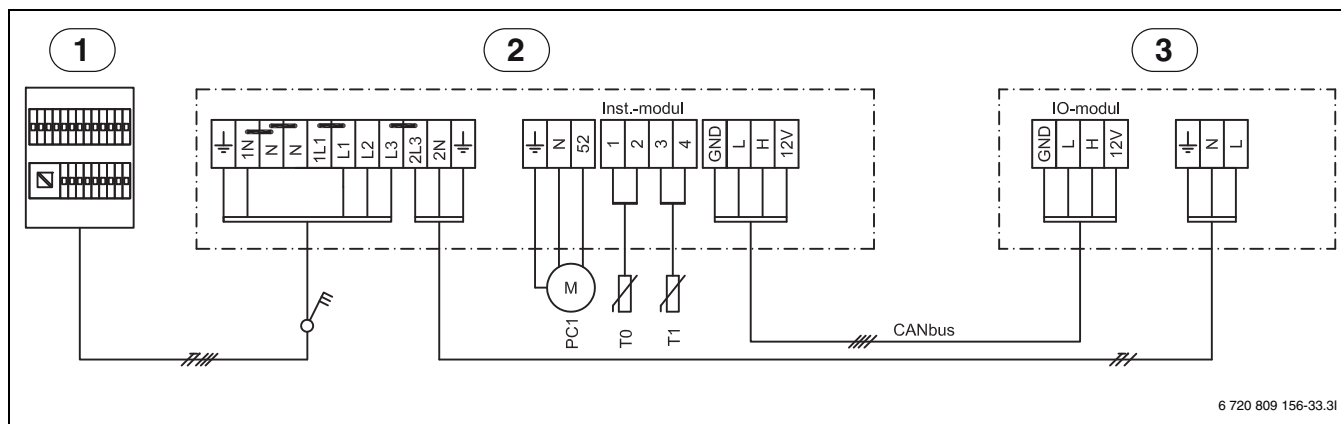 1
2
3
Inst.-modul
IO-modul
1N
N
N
1L1
L1
L2
L3
2L3
2N
N
52
1
2
3
4
GND
L
H
12V
GND
L
H
12V
N
L
M
PC1
T0
T1
CANbus
6 720 809 156-33.3I